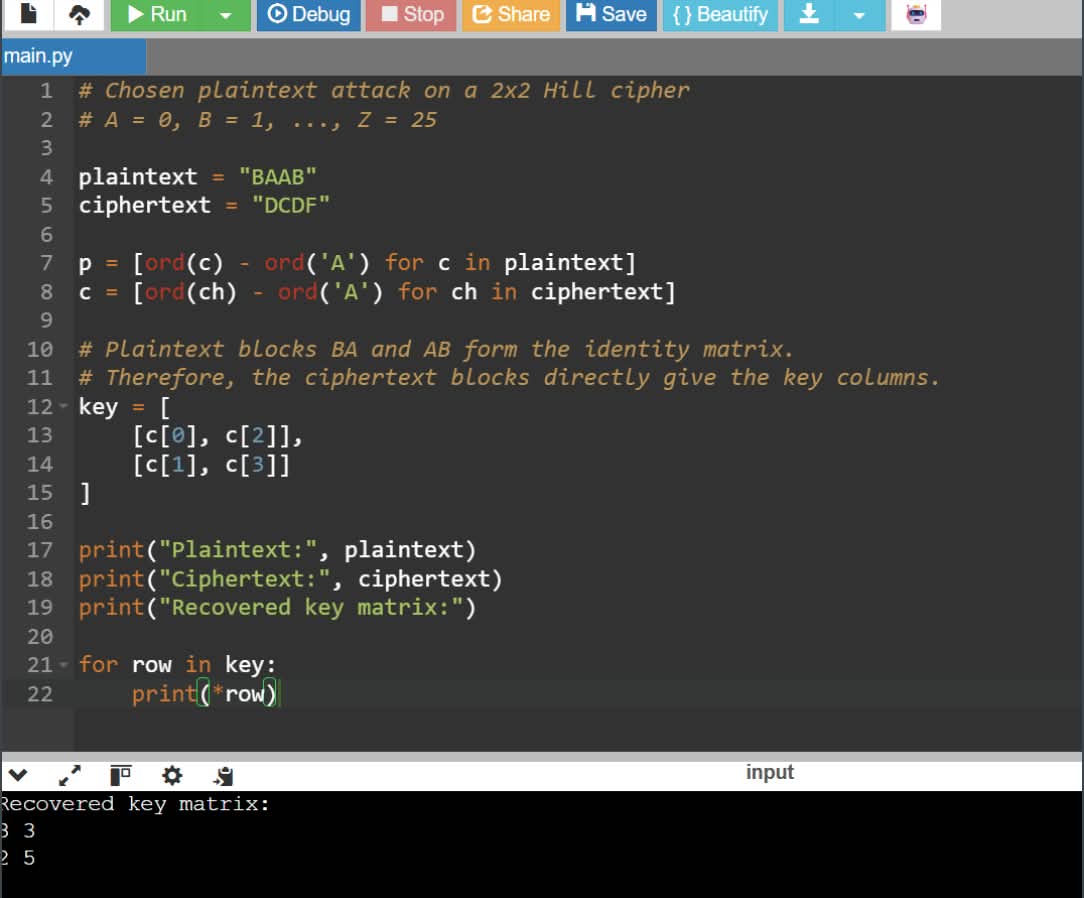 Run Debug Stop Share Save { } Beautify
main.py
1 # Chosen plaintext attack on a 2x2 Hill cipher
2 # A = 0, B = 1, ..., Z = 25
3
4 plaintext = "BAAB"
5 ciphertext = "DCDF"
6
7 p = [ord(c) - ord('A') for c in plaintext]
8 c = [ord(ch) - ord('A') for ch in ciphertext]
9
10 # Plaintext blocks BA and AB form the identity matrix.
11 # Therefore, the ciphertext blocks directly give the key columns.
12 key = [
13     [c[0], c[2]],
14     [c[1], c[3]]
15 ]
16
17 print("Plaintext:", plaintext)
18 print("Ciphertext:", ciphertext)
19 print("Recovered key matrix:")
20
21 for row in key:
22     print(*row)
input
Recovered key matrix:
3 3
2 5